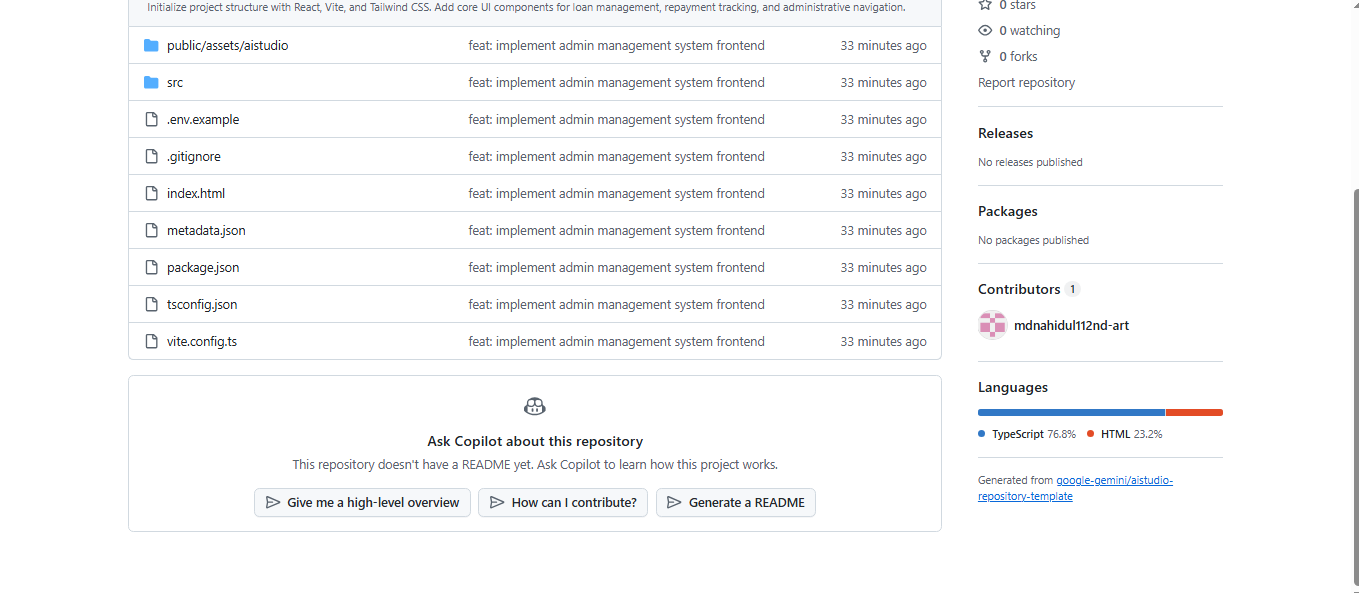 Initialize project structure with React, Vite, and Tailwind CSS. Add core UI components for loan management, repayment tracking, and administrative navigation.
public/assets/aistudio feat: implement admin management system frontend 33 minutes ago
src feat: implement admin management system frontend 33 minutes ago
.env.example feat: implement admin management system frontend 33 minutes ago
.gitignore feat: implement admin management system frontend 33 minutes ago
index.html feat: implement admin management system frontend 33 minutes ago
metadata.json feat: implement admin management system frontend 33 minutes ago
package.json feat: implement admin management system frontend 33 minutes ago
tsconfig.json feat: implement admin management system frontend 33 minutes ago
vite.config.ts feat: implement admin management system frontend 33 minutes ago
Ask Copilot about this repository
This repository doesn't have a README yet. Ask Copilot to learn how this project works.
Give me a high-level overview How can I contribute? Generate a README
0 stars
0 watching
0 forks
Report repository
Releases
No releases published
Packages
No packages published
Contributors 1
mdnahidul112nd-art
Languages
TypeScript 76.8% HTML 23.2%
Generated from google-gemini/aistudio-
repository-template